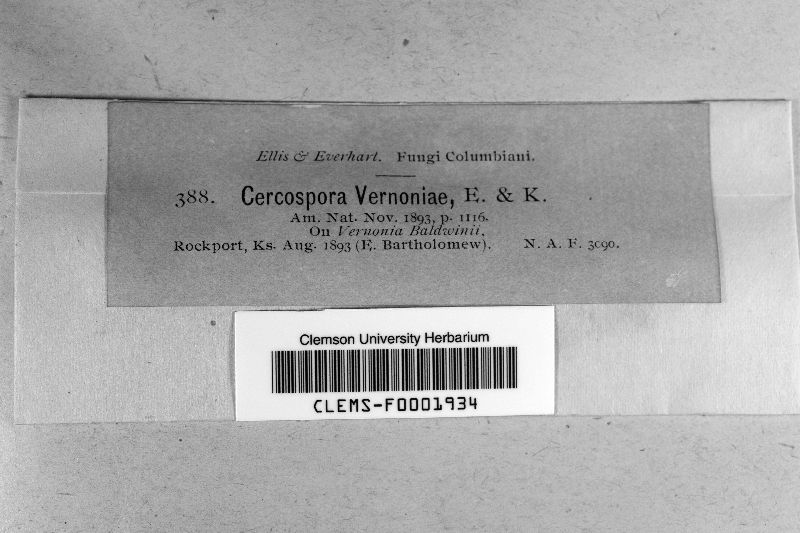 Ellis & Everhart. Fungi Columbiani.
388. Cercospora Vernoniae, E. & K.
Am. Nat. Nov. 1893, p. 1116.
On Vernonia Baldwinii,
Rockport, Ks. Aug. 1893 (E. Bartholomew). N. A. F. 3090.
Clemson University Herbarium
CLEMS-F0001934